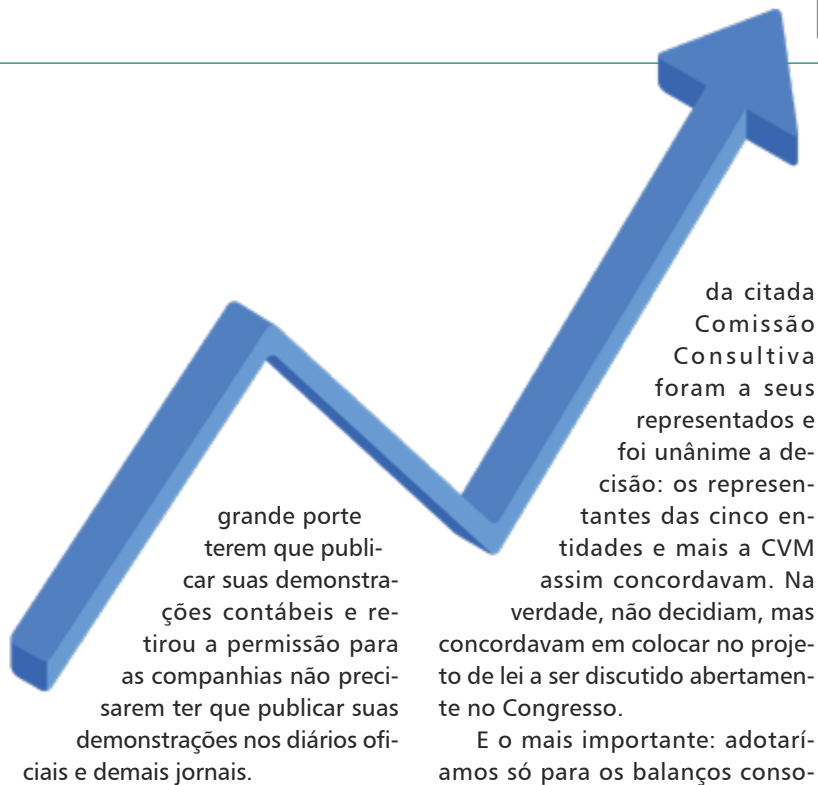 grande porte
terem que publi-
car suas demonstra-
ções contábeis e re-
tirou a permissão para
as companhias não preci-
sarem ter que publicar suas
demonstrações nos diários ofi-
ciais e demais jornais.
da citada
Comissão
Consultiva
foram a seus
representados e
foi unânime a de-
cisão: os represen-
tantes das cinco en-
tidades e mais a CVM
assim concordavam. Na
verdade, não decidiam, mas
concordavam em colocar no proje-
to de lei a ser discutido abertamen-
te no Congresso.
E o mais importante: adotarí-
amos só para os balanços conso-